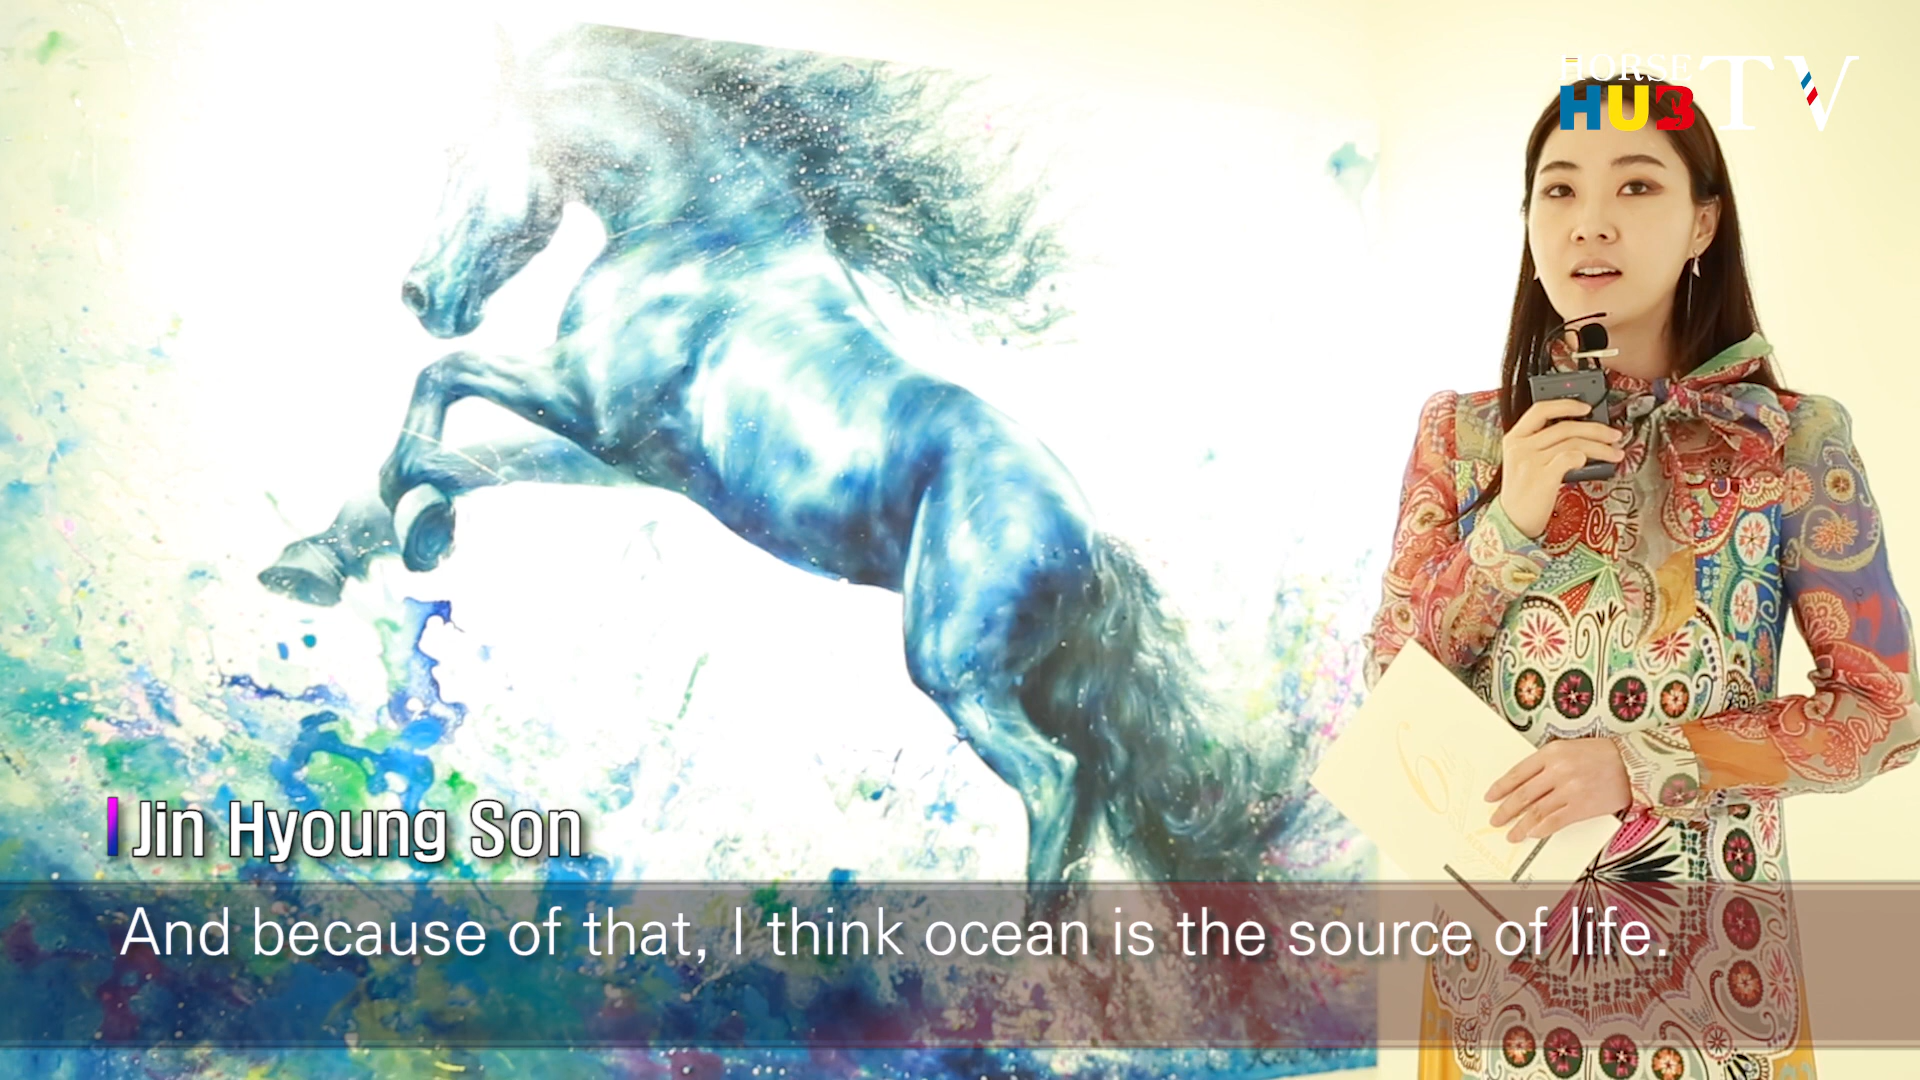 HORSE
HUB TV
Jin Hyoung Son
And because of that, I think ocean is the source of life.